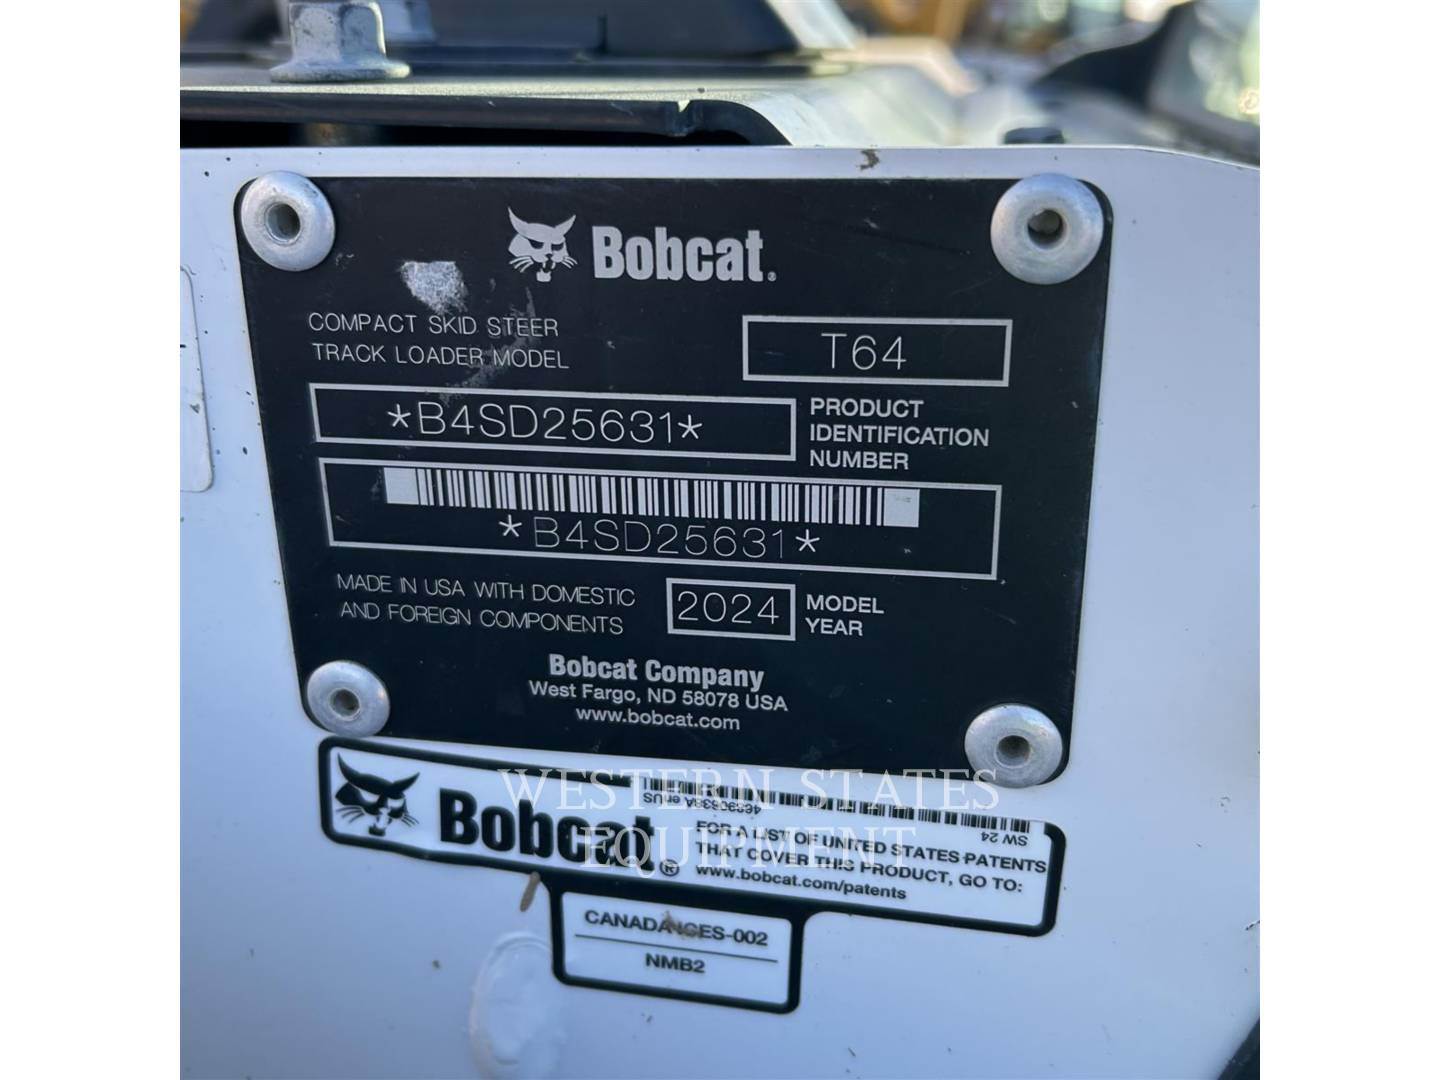 Bobcat®
COMPACT SKID STEER
TRACK LOADER MODEL
T64
*B4SD25631*
PRODUCT
IDENTIFICATION
NUMBER
*B4SD25631*
MADE IN USA WITH DOMESTIC
AND FOREIGN COMPONENTS
2024
MODEL
YEAR
Bobcat Company
West Fargo, ND 58078 USA
www.bobcat.com
WESTERN STATES
EQUIPMENT
Bobcat®
enUS
SW 24
FOR A LIST OF UNITED STATES PATENTS
THAT COVER THIS PRODUCT, GO TO:
www.bobcat.com/patents
CANADA ICES-002
NMB2